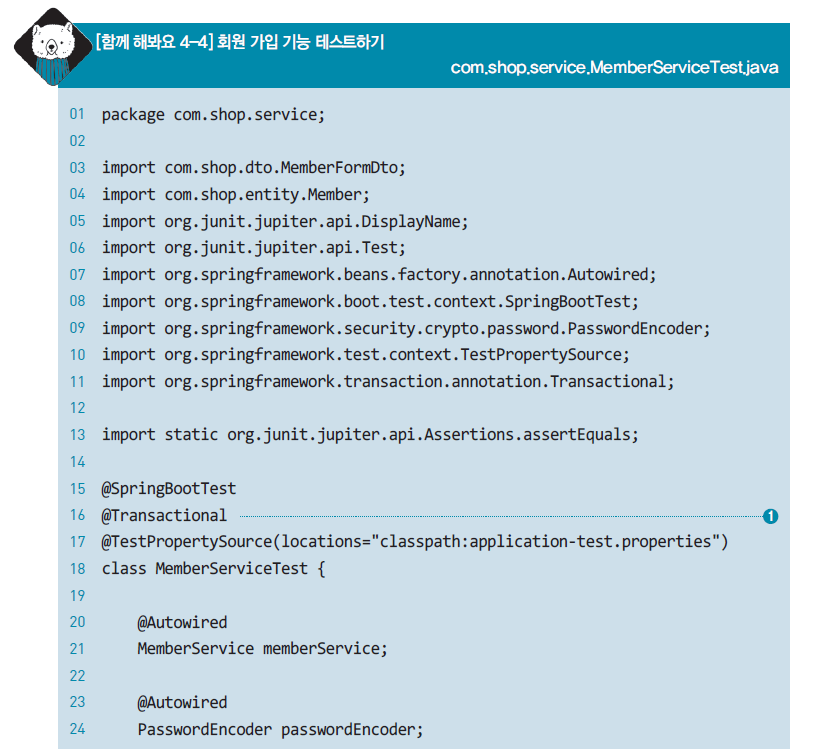 [함께 해봐요 4-4] 회원 가입 기능 테스트하기
com.shop.service.MemberServiceTest.java
01 package com.shop.service;
02
03 import com.shop.dto.MemberFormDto;
04 import com.shop.entity.Member;
05 import org.junit.jupiter.api.DisplayName;
06 import org.junit.jupiter.api.Test;
07 import org.springframework.beans.factory.annotation.Autowired;
08 import org.springframework.boot.test.context.SpringBootTest;
09 import org.springframework.security.crypto.password.PasswordEncoder;
10 import org.springframework.test.context.TestPropertySource;
11 import org.springframework.transaction.annotation.Transactional;
12
13 import static org.junit.jupiter.api.Assertions.assertEquals;
14
15 @SpringBootTest
16 @Transactional 1
17 @TestPropertySource(locations="classpath:application-test.properties")
18 class MemberServiceTest {
19
20 @Autowired
21 MemberService memberService;
22
23 @Autowired
24 PasswordEncoder passwordEncoder;